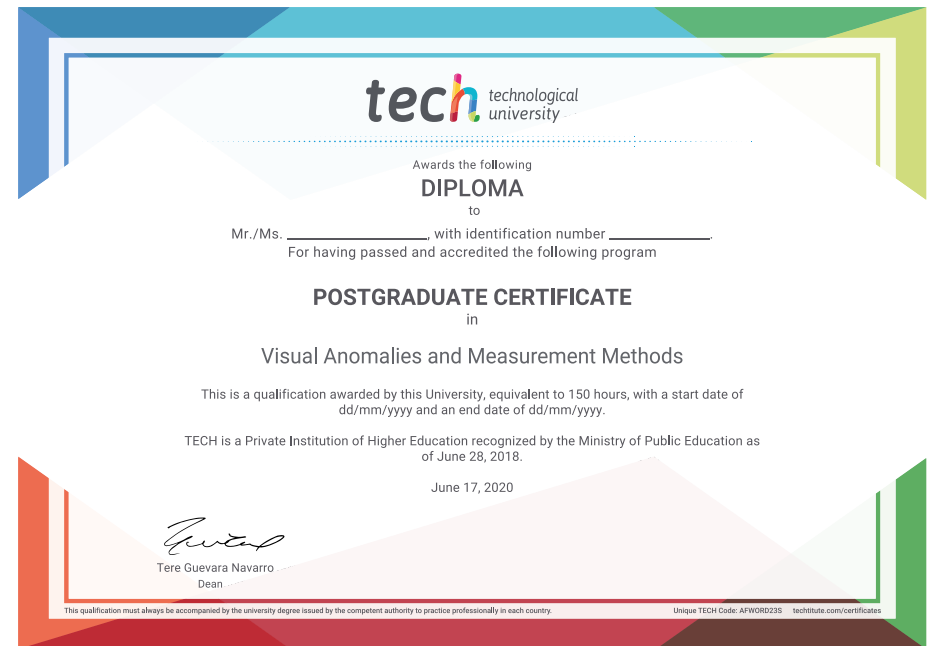 tech technological
university
Awards the following
DIPLOMA
to
Mr./Ms. ____________________, with identification number ______________.
For having passed and accredited the following program
POSTGRADUATE CERTIFICATE
in
Visual Anomalies and Measurement Methods
This is a qualification awarded by this University, equivalent to 150 hours, with a start date of
dd/mm/yyyy and an end date of dd/mm/yyyy.
TECH is a Private Institution of Higher Education recognized by the Ministry of Public Education as
of June 28, 2018.
June 17, 2020
Tere Guevara Navarro
Dean
This qualification must always be accompanied by the university degree issued by the competent authority to practice professionally in each country. Unique TECH Code: AFWORD23S techtitute.com/certificates